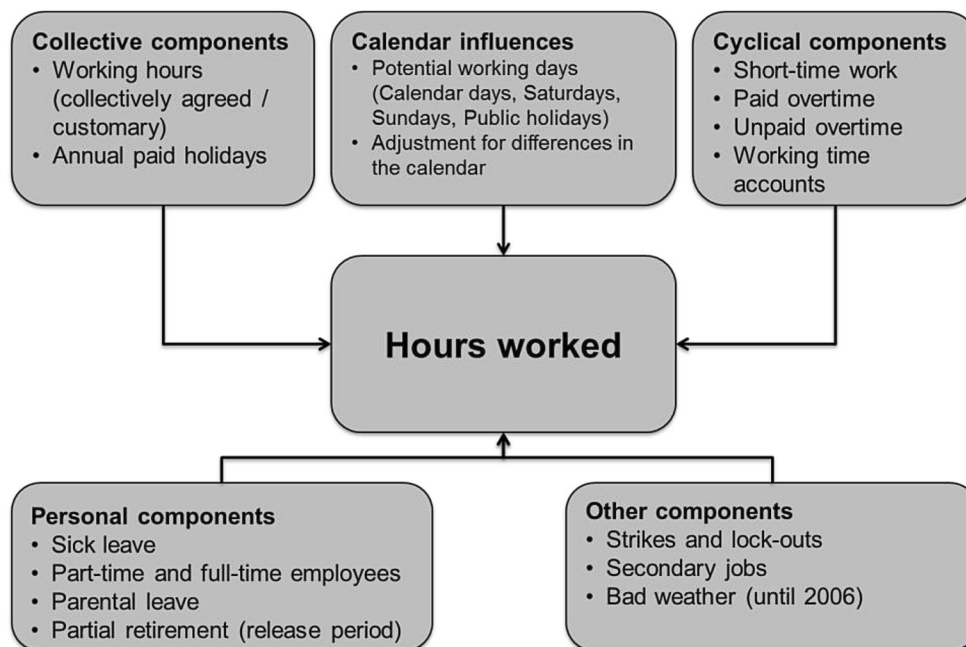 Collective components
• Working hours
(collectively agreed /
customary)
• Annual paid holidays
Calendar influences
• Potential working days
(Calendar days, Saturdays,
Sundays, Public holidays)
• Adjustment for differences in
the calendar
Cyclical components
• Short-time work
• Paid overtime
• Unpaid overtime
• Working time
accounts
Hours worked
Personal components
• Sick leave
• Part-time and full-time employees
• Parental leave
• Partial retirement (release period)
Other components
• Strikes and lock-outs
• Secondary jobs
• Bad weather (until 2006)